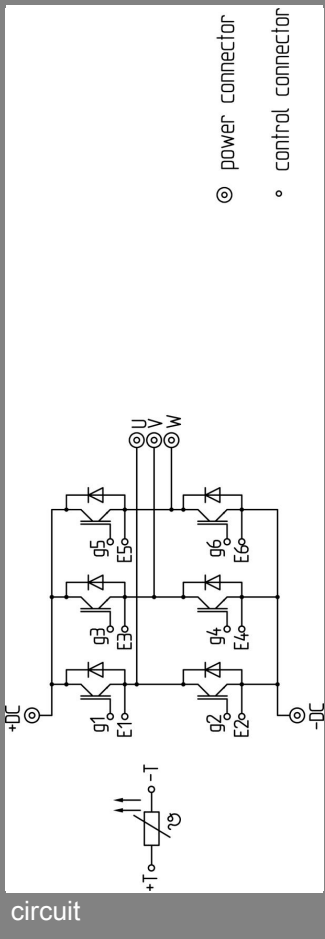 power connector
control connector
U
V
W
g5
E5
g6
E6
g3
E3
g4
E4
+DC
g1
E1
g2
E2
-DC
-T
+T
ϑ
circuit